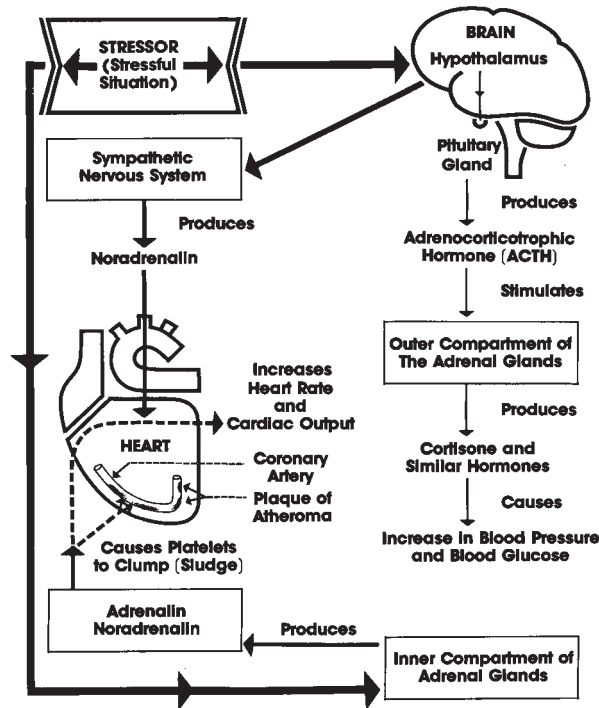 STRESSOR
(Stressful
Situation)
BRAIN
Hypothalamus
Pituitary
Gland
Sympathetic
Nervous System
Produces
Noradrenalin
Produces
Adrenocorticotrophic
Hormone (ACTH)
Stimulates
Outer Compartment of
The Adrenal Glands
Produces
Cortisone and
Similar Hormones
Causes
Increase in Blood Pressure
and Blood Glucose
Increases
Heart Rate
and
Cardiac Output
HEART
Coronary
Artery
Plaque of
Atheroma
Causes Platelets
to Clump (Sludge)
Adrenalin
Noradrenalin
Produces
Inner Compartment of
Adrenal Glands